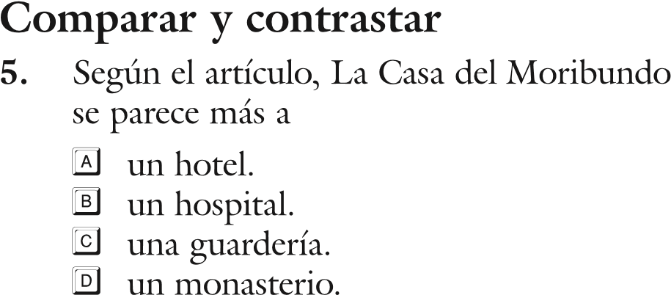 Comparar y contrastar
5. Según el artículo, La Casa del Moribundo
se parece más a
A un hotel.
B un hospital.
C una guardería.
D un monasterio.